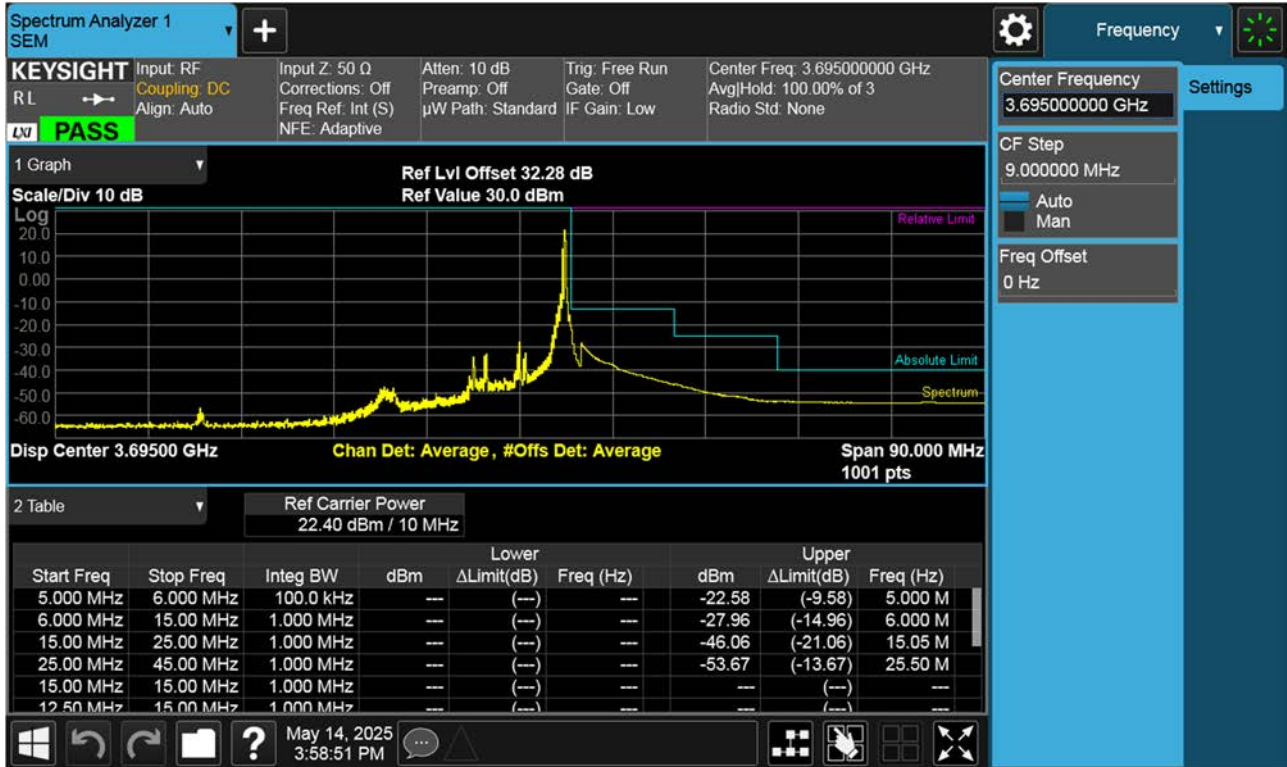 Spectrum Analyzer 1
SEM
Frequency
KEYSIGHT
RL
LXI
PASS
Input: RF
Coupling: DC
Align: Auto
Input Z: 50 Ω
Corrections: Off
Freq Ref: Int (S)
NFE: Adaptive
Atten: 10 dB
Preamp: Off
µW Path: Standard
Trig: Free Run
Gate: Off
IF Gain: Low
Center Freq: 3.695000000 GHz
Avg|Hold: 100.00% of 3
Radio Std: None
Center Frequency
3.695000000 GHz
Settings
CF Step
9.000000 MHz
Auto
Man
Freq Offset
0 Hz
1 Graph
Scale/Div 10 dB
Ref Lvl Offset 32.28 dB
Ref Value 30.0 dBm
Log
20.0
10.0
0.00
-10.0
-20.0
-30.0
-40.0
-50.0
-60.0
Relative Limit
Absolute Limit
Spectrum
Disp Center 3.69500 GHz
Chan Det: Average, #Offs Det: Average
Span 90.000 MHz
1001 pts
2 Table
Ref Carrier Power
22.40 dBm / 10 MHz
Lower Upper
Start Freq Stop Freq Integ BW dBm ΔLimit(dB) Freq (Hz) dBm ΔLimit(dB) Freq (Hz)
5.000 MHz 6.000 MHz 100.0 kHz --- (---) --- -22.58 (-9.58) 5.000 M
6.000 MHz 15.00 MHz 1.000 MHz --- (---) --- -27.96 (-14.96) 6.000 M
15.00 MHz 25.00 MHz 1.000 MHz --- (---) --- -46.06 (-21.06) 15.05 M
25.00 MHz 45.00 MHz 1.000 MHz --- (---) --- -53.67 (-13.67) 25.50 M
15.00 MHz 15.00 MHz 1.000 MHz --- (---) --- --- (---) ---
12.50 MHz 15.00 MHz 1.000 MHz --- (---) --- --- (---) ---
?
May 14, 2025
3:58:51 PM